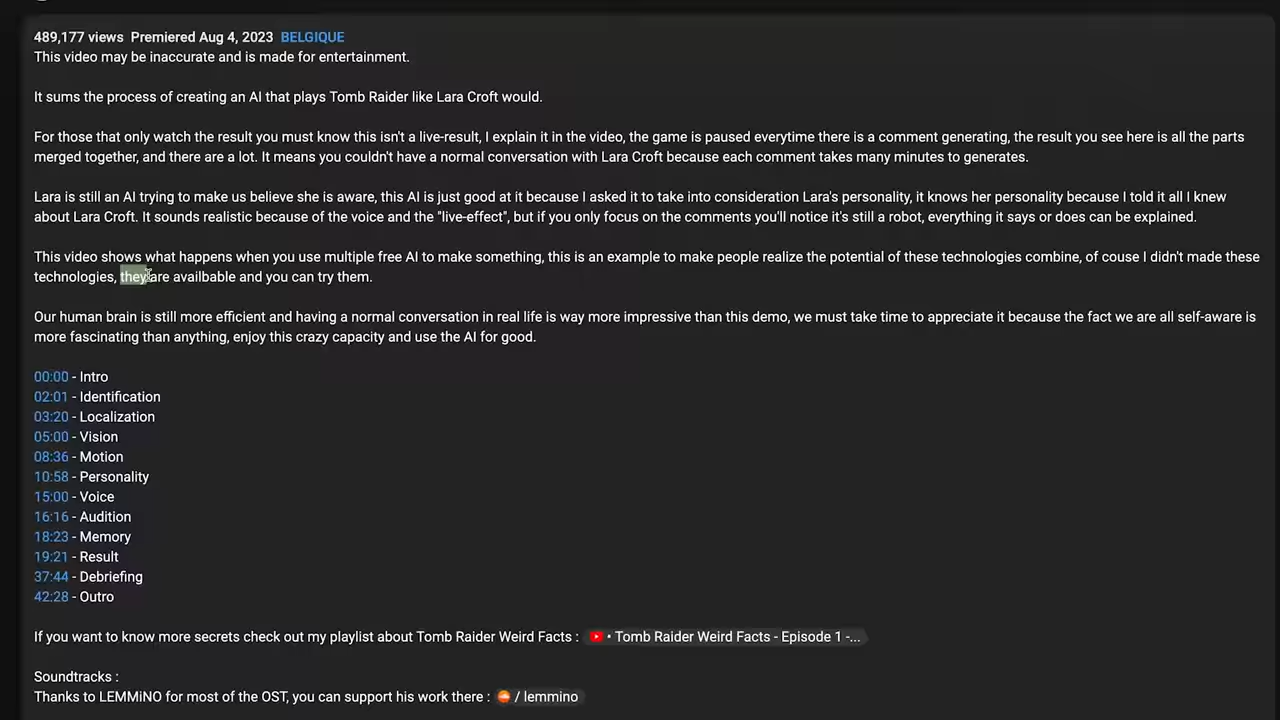 489,177 views Premiered Aug 4, 2023 BELGIQUE
This video may be inaccurate and is made for entertainment.
It sums the process of creating an AI that plays Tomb Raider like Lara Croft would.
For those that only watch the result you must know this isn't a live-result, I explain it in the video, the game is paused everytime there is a comment generating, the result you see here is all the parts
merged together, and there are a lot. It means you couldn't have a normal conversation with Lara Croft because each comment takes many minutes to generates.
Lara is still an AI trying to make us believe she is aware, this AI is just good at it because I asked it to take into consideration Lara's personality, it knows her personality because I told it all I knew
about Lara Croft. It sounds realistic because of the voice and the "live-effect", but if you only focus on the comments you'll notice it's still a robot, everything it says or does can be explained.
This video shows what happens when you use multiple free AI to make something, this is an example to make people realize the potential of these technologies combine, of couse I didn't made these
technologies, they are availbable and you can try them.
Our human brain is still more efficient and having a normal conversation in real life is way more impressive than this demo, we must take time to appreciate it because the fact we are all self-aware is
more fascinating than anything, enjoy this crazy capacity and use the AI for good.
00:00 - Intro
02:01 - Identification
03:20 - Localization
05:00 - Vision
08:36 - Motion
10:58 - Personality
15:00 - Voice
16:16 - Audition
18:23 - Memory
19:21 - Result
37:44 - Debriefing
42:28 - Outro
If you want to know more secrets check out my playlist about Tomb Raider Weird Facts : • Tomb Raider Weird Facts - Episode 1 -...
Soundtracks :
Thanks to LEMMiNO for most of the OST, you can support his work there : / lemmino